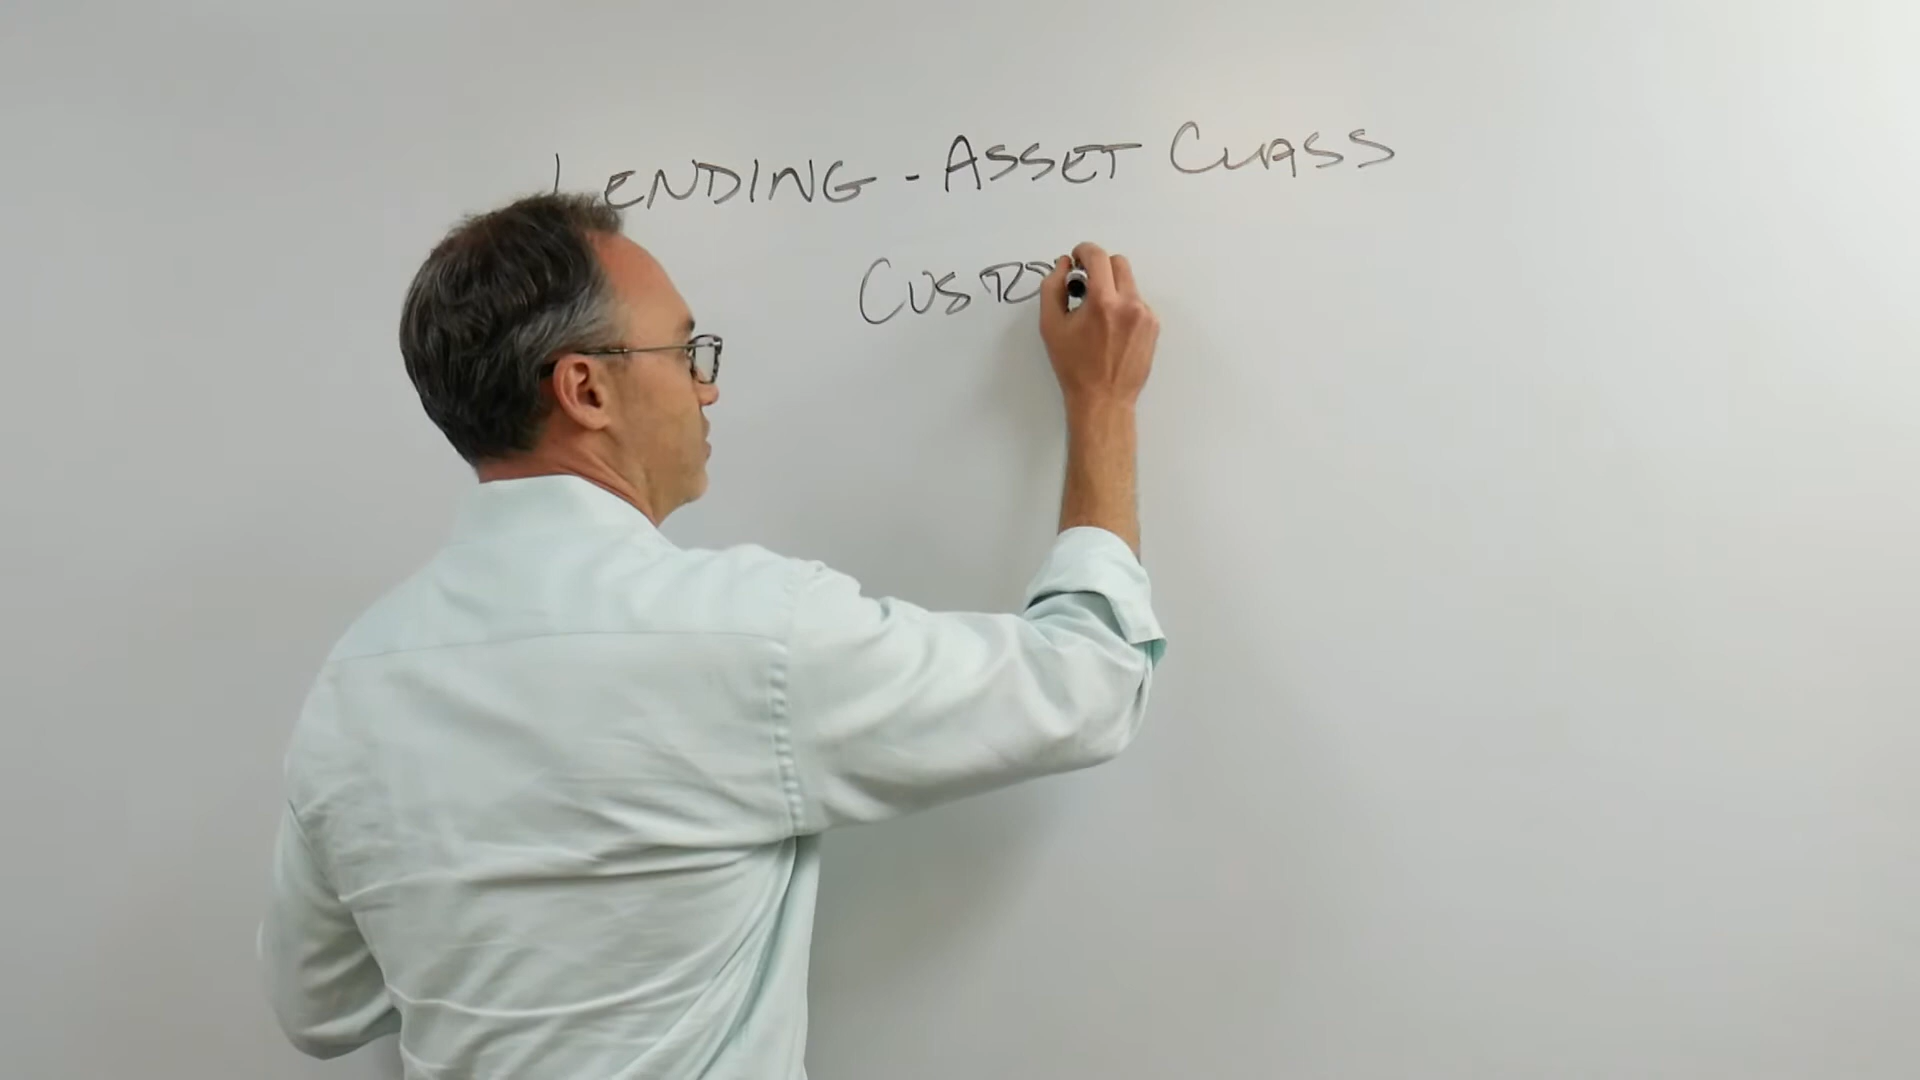 LENDING - ASSET CLASS
CUSTO